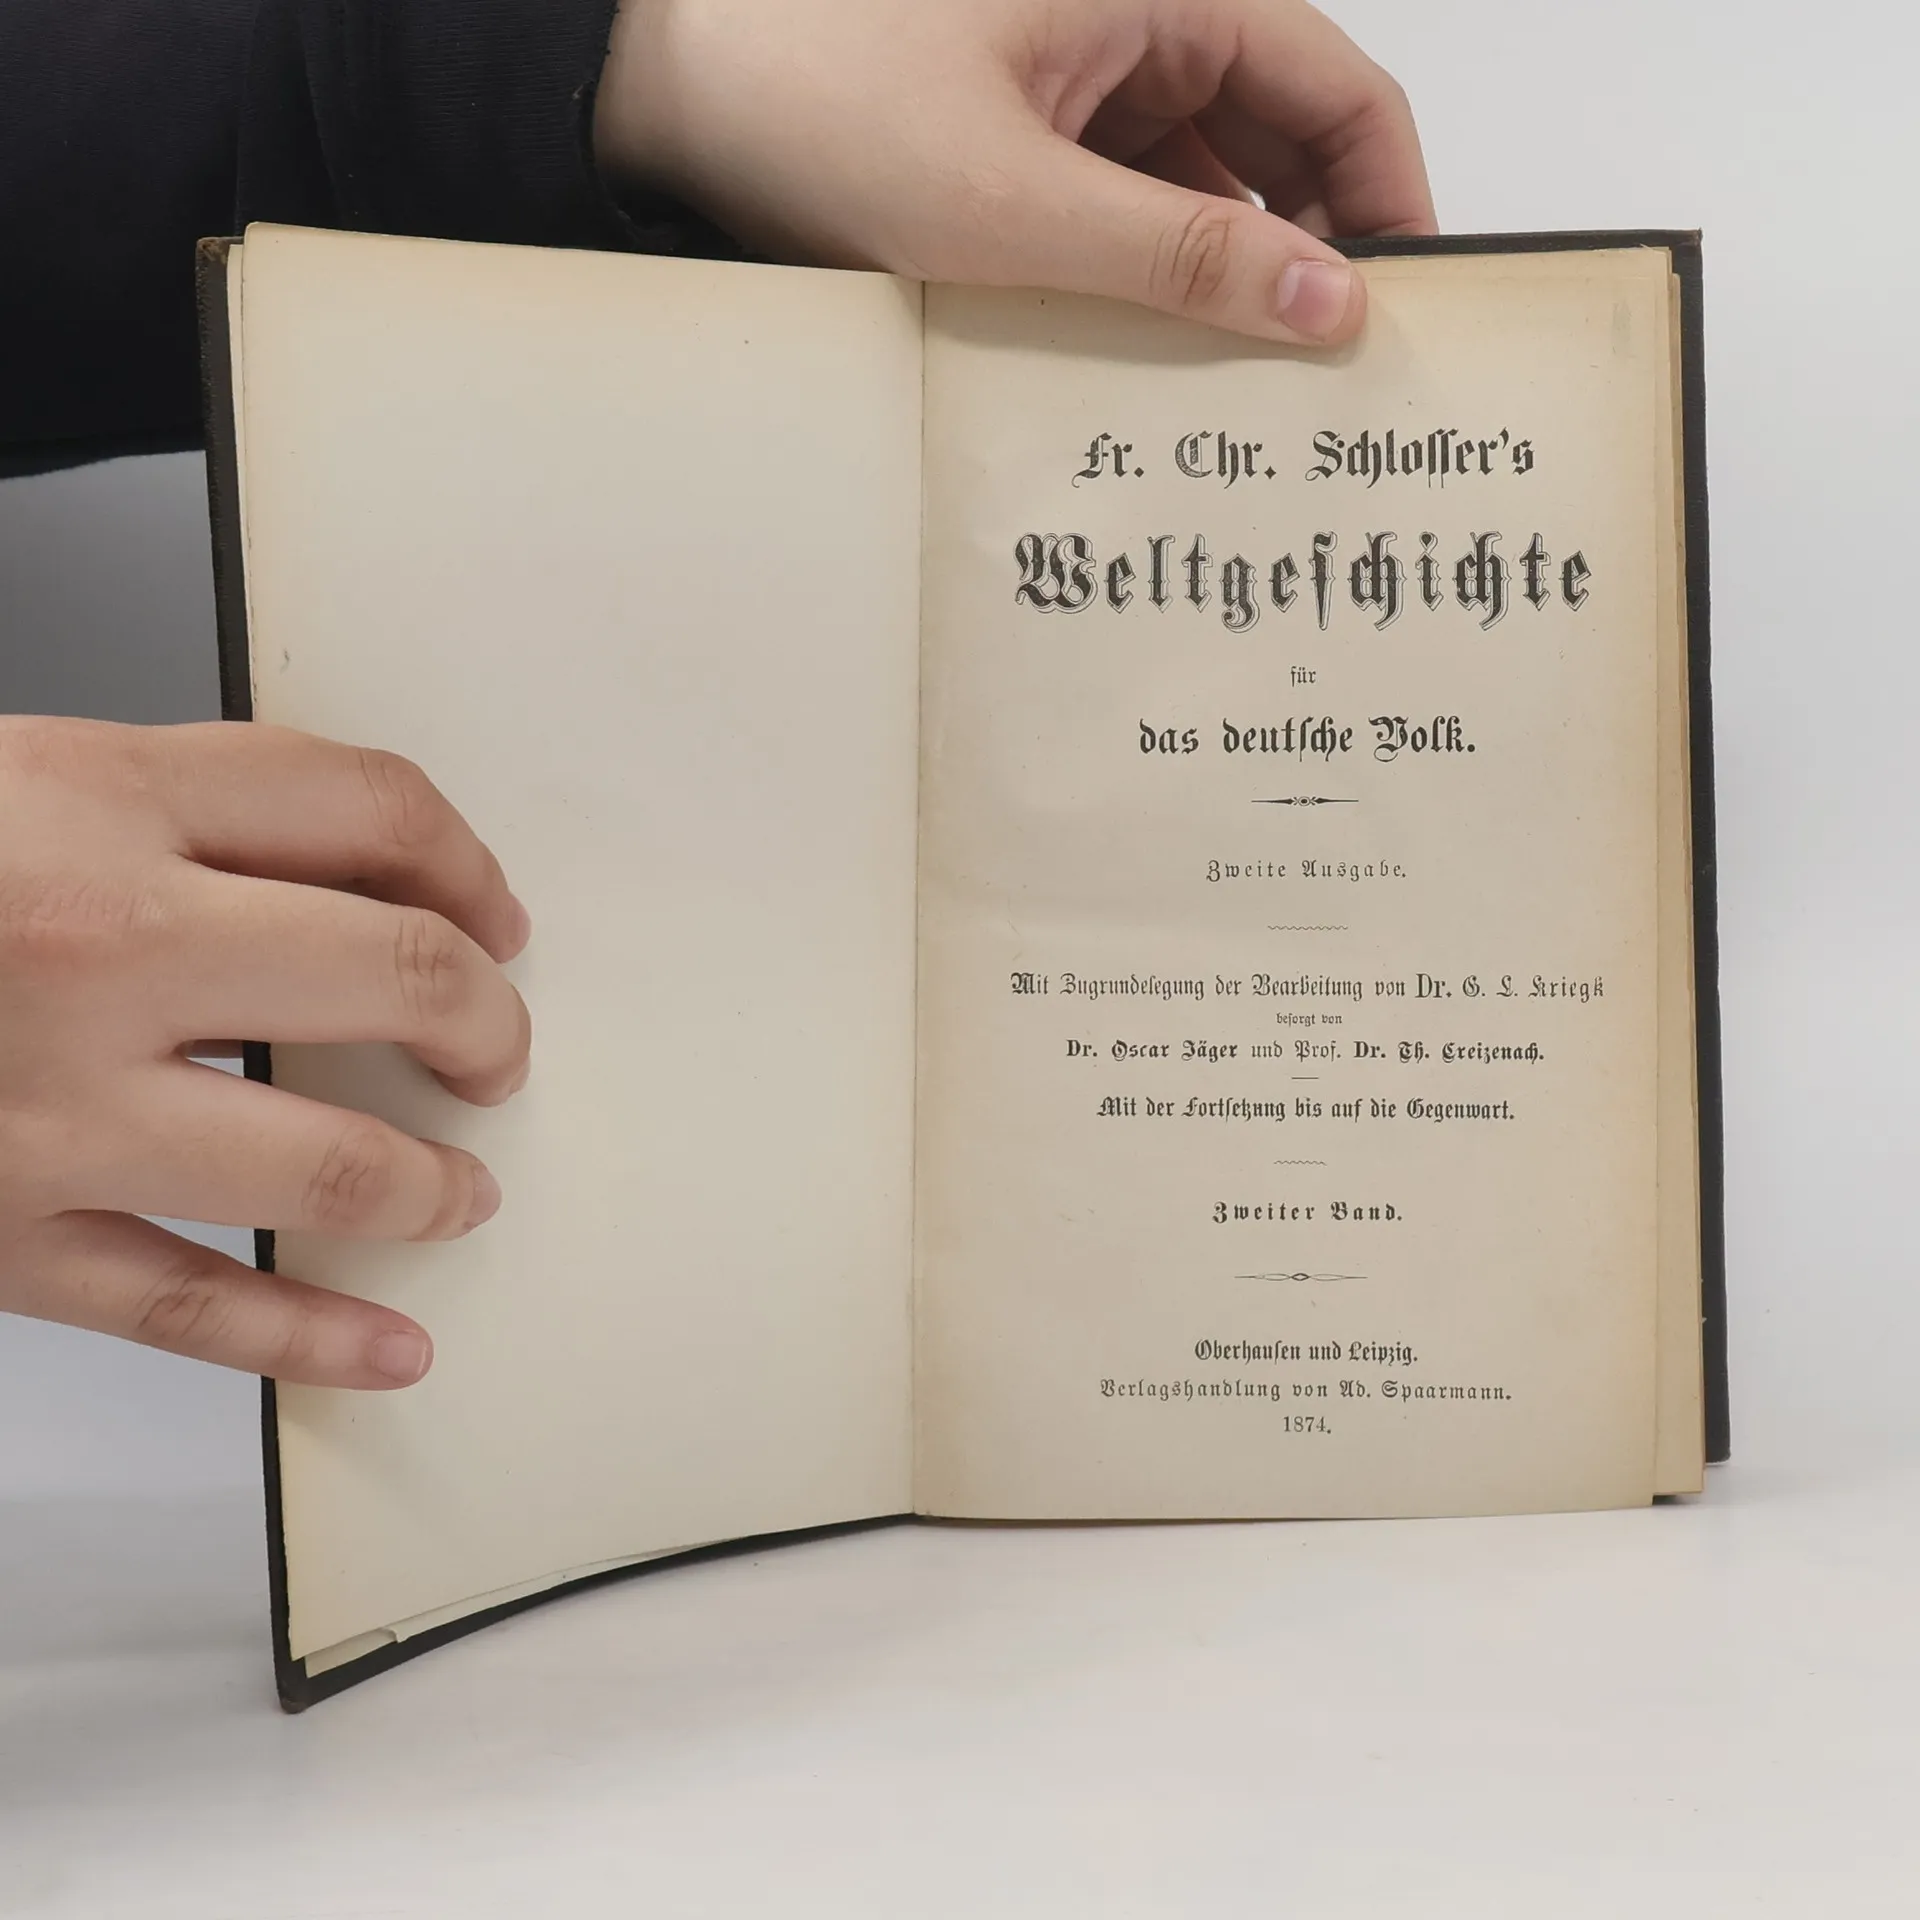 Fr. Chr. Schloſſer's
Weltgeſchichte
für
das deutſche Volk.
Zweite Ausgabe.
Mit Zugrundelegung der Bearbeitung von Dr. G. L. Kriegk
beſorgt von
Dr. Oscar Jäger und Prof. Dr. Th. Creizenach.
Mit der Fortſetzung bis auf die Gegenwart.
Zweiter Band.
Oberhauſen und Leipzig.
Verlagshandlung von Ad. Spaarmann.
1874.